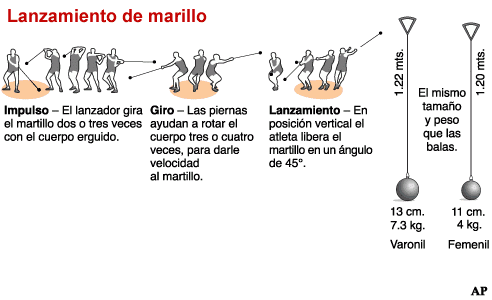 Lanzamiento de marillo
Impulso – El lanzador gira
el martillo dos o tres veces
con el cuerpo erguido.
Giro – Las piernas
ayudan a rotar el
cuerpo tres o cuatro
veces, para darle
velocidad
al martillo.
Lanzamiento – En
posición vertical el
atleta libera el
martillo en un ángulo
de 45°.
1.22 mts.
El mismo
tamaño
y peso
que las
balas.
1.20 mts.
13 cm.
7.3 kg.
Varonil
11 cm.
4 kg.
Femenil
AP